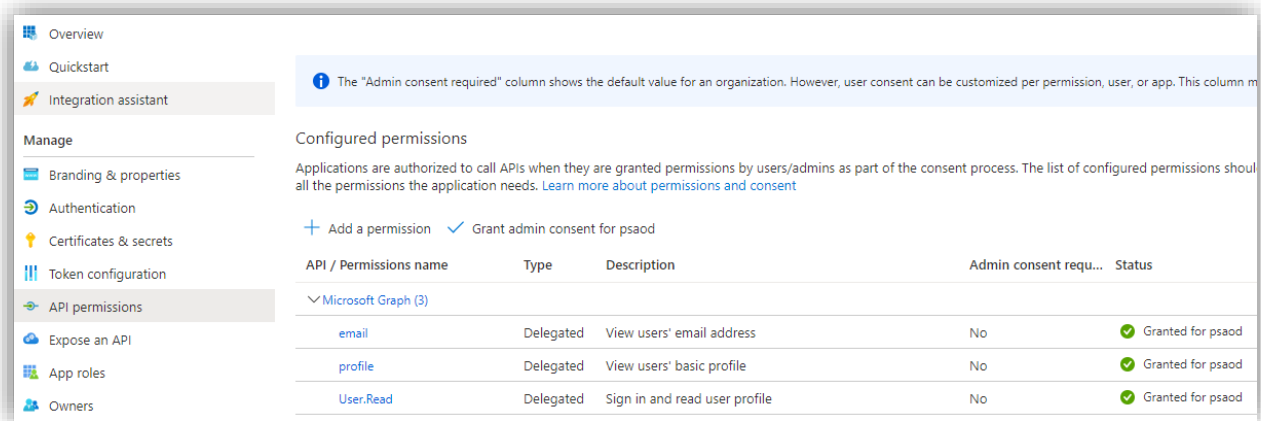 Overview
Quickstart
Integration assistant
Manage
Branding & properties
Authentication
Certificates & secrets
Token configuration
API permissions
Expose an API
App roles
Owners
The "Admin consent required" column shows the default value for an organization. However, user consent can be customized per permission, user, or app. This column m
Configured permissions
Applications are authorized to call APIs when they are granted permissions by users/admins as part of the consent process. The list of configured permissions shoul
all the permissions the application needs. Learn more about permissions and consent
Add a permission Grant admin consent for psaod
API / Permissions name Type Description Admin consent requ... Status
Microsoft Graph (3)
email Delegated View users' email address No Granted for psaod
profile Delegated View users' basic profile No Granted for psaod
User.Read Delegated Sign in and read user profile No Granted for psaod